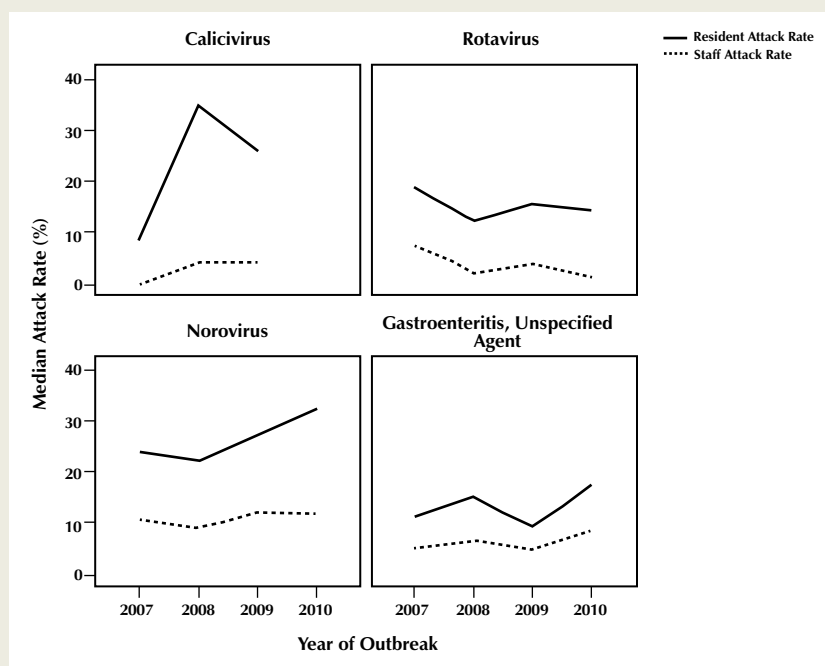 Calicivirus
Rotavirus
Resident Attack Rate
Staff Attack Rate
40
30
20
10
0
Median Attack Rate (%)
Norovirus
Gastroenteritis, Unspecified
Agent
40
30
20
10
0
2007 2008 2009 2010
2007 2008 2009 2010
Year of Outbreak